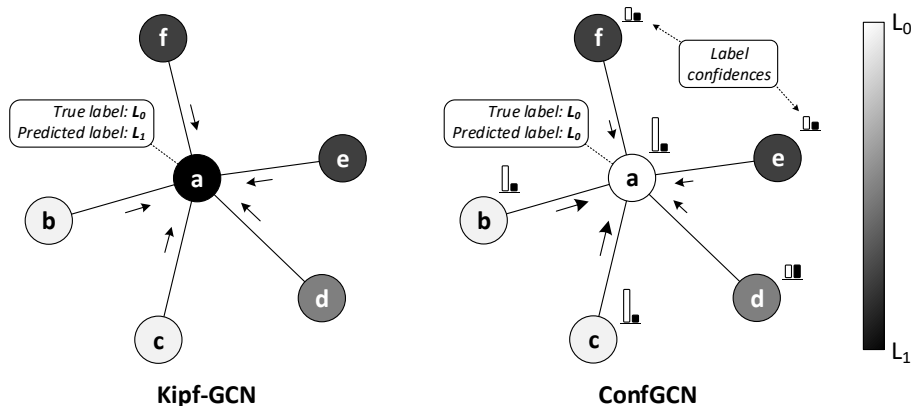 f
True label: L0
Predicted label: L1
a
e
b
c
d
Kipf-GCN
f
Label
confidences
True label: L0
Predicted label: L0
a
e
b
c
d
ConfGCN
L0
L1